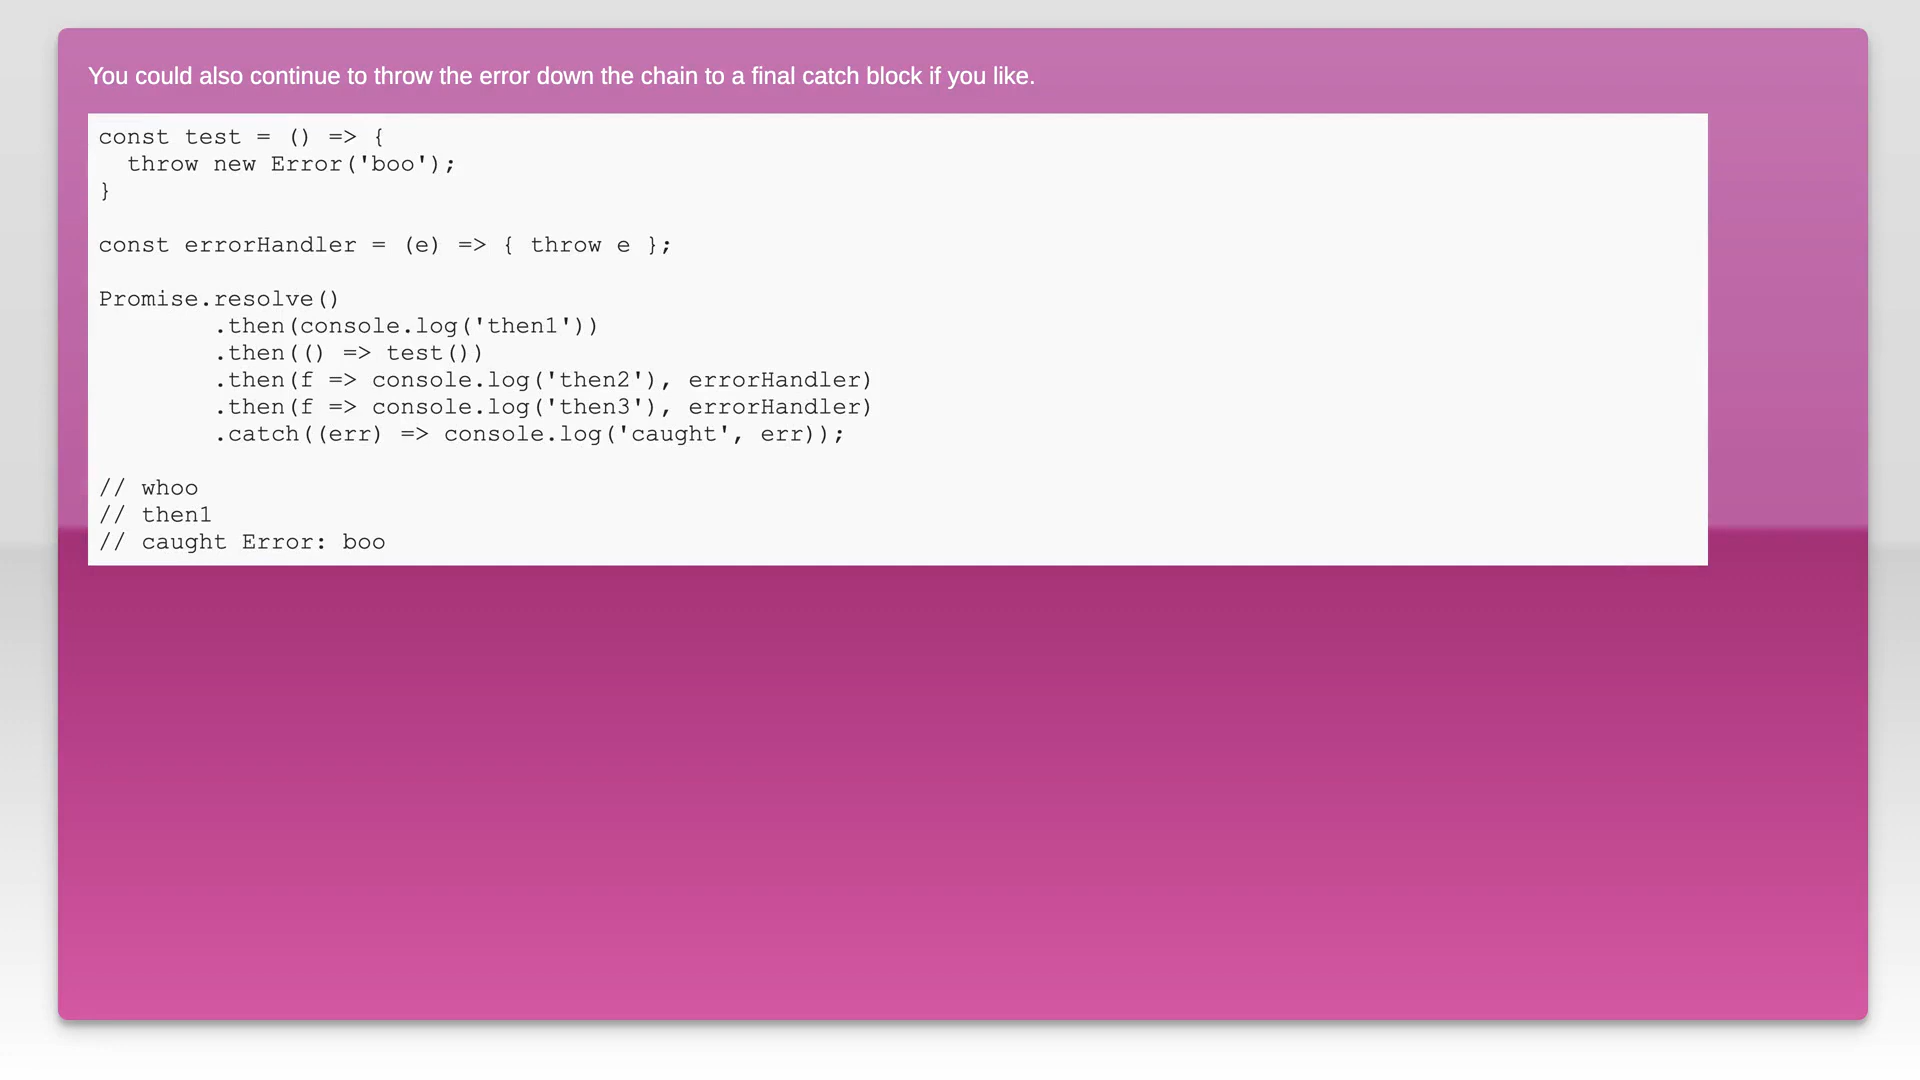 You could also continue to throw the error down the chain to a final catch block if you like.
const test = () => {
  throw new Error('boo');
}
const errorHandler = (e) => { throw e };
Promise.resolve()
        .then(console.log('then1'))
        .then(() => test())
        .then(f => console.log('then2'), errorHandler)
        .then(f => console.log('then3'), errorHandler)
        .catch((err) => console.log('caught', err));
// whoo
// then1
// caught Error: boo